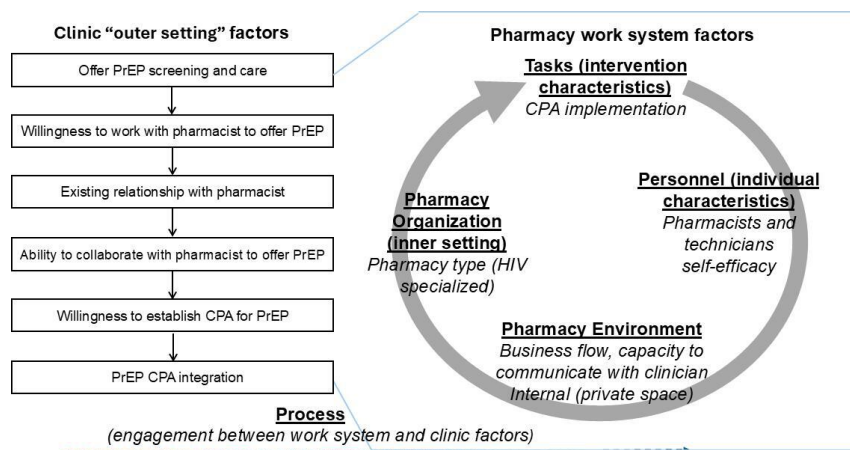 Clinic “outer setting” factors
Offer PrEP screening and care
Willingness to work with pharmacist to offer PrEP
Existing relationship with pharmacist
Ability to collaborate with pharmacist to offer PrEP
Willingness to establish CPA for PrEP
PrEP CPA integration
Pharmacy work system factors
Tasks (intervention
characteristics)
CPA implementation
Personnel (individual
characteristics)
Pharmacists and
technicians
self-efficacy
Pharmacy
Organization
(inner setting)
Pharmacy type (HIV
specialized)
Pharmacy Environment
Business flow, capacity to
communicate with clinician
Internal (private space)
Process
(engagement between work system and clinic factors)